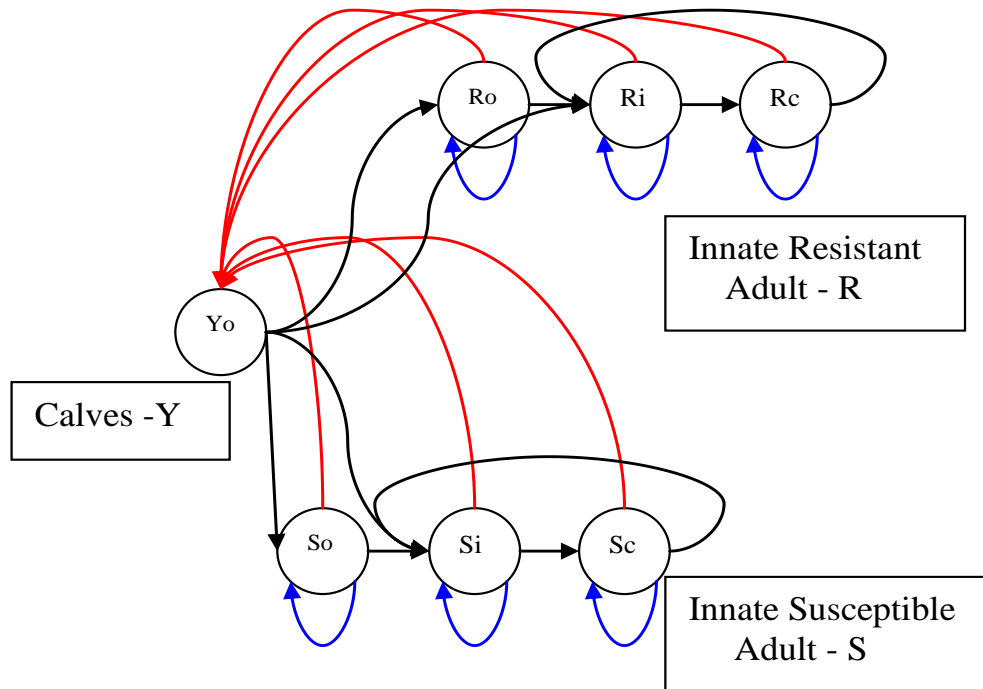 Ro
Ri
Rc
Innate Resistant
Adult - R
Yo
Calves -Y
So
Si
Sc
Innate Susceptible
Adult - S